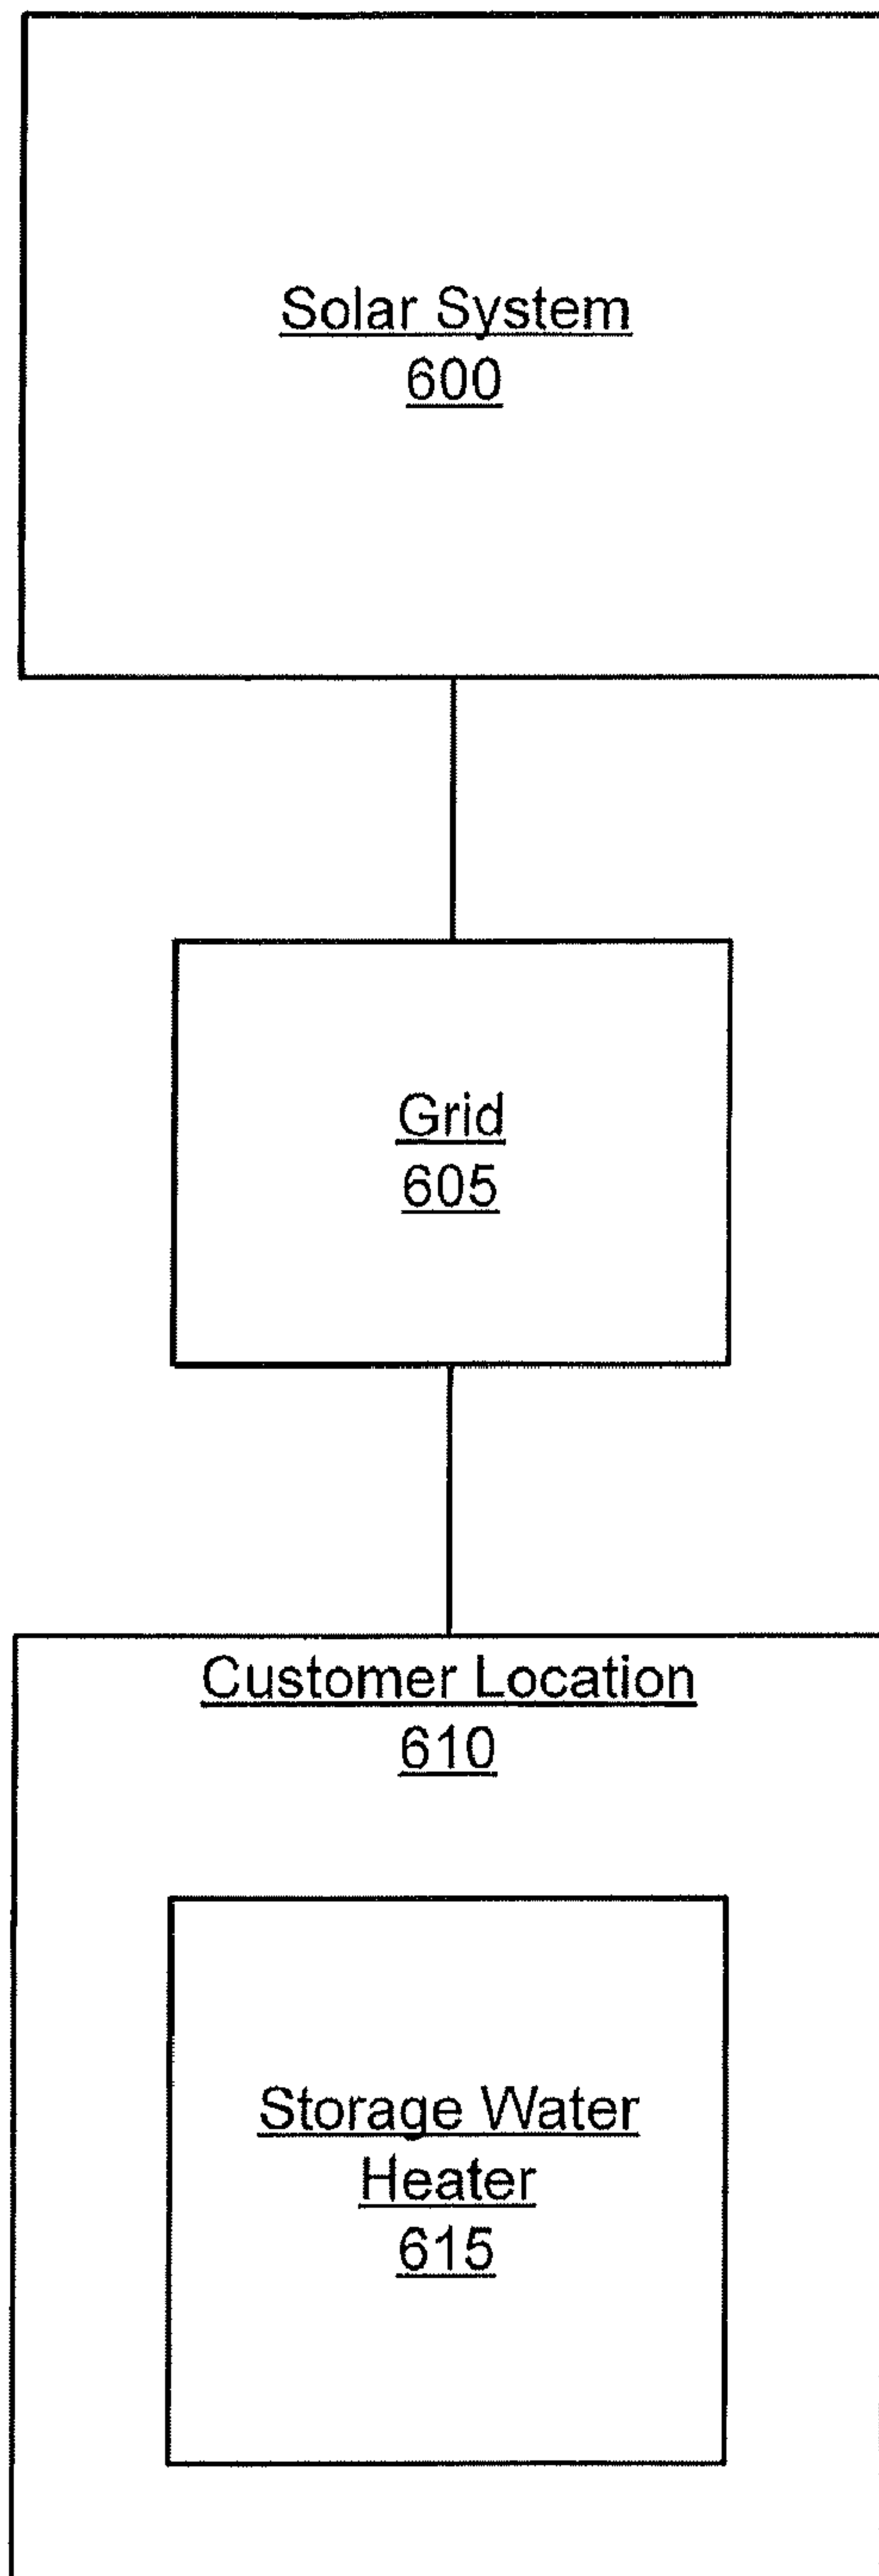 Solar System
600
Grid
605
Customer Location
610
Storage Water
Heater
615